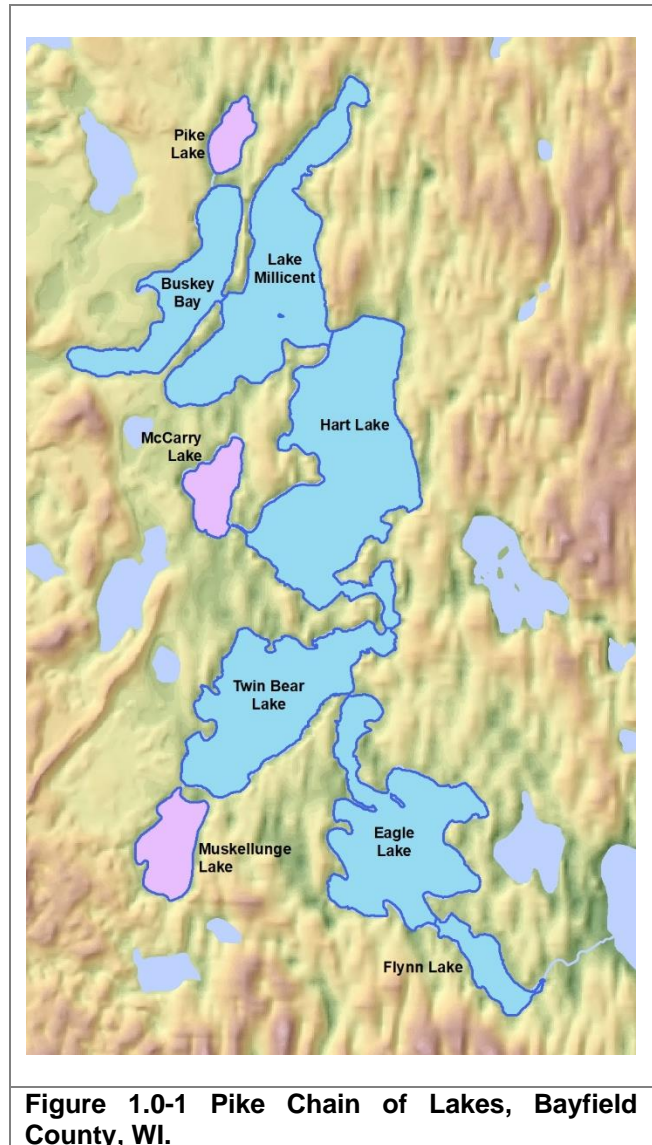 Pike
Lake
Lake
Millicent
Buskey
Bay
Hart Lake
McCarry
Lake
Twin Bear
Lake
Muskellunge
Lake
Eagle
Lake
Flynn Lake
Figure 1.0-1 Pike Chain of Lakes, Bayfield
County, WI.